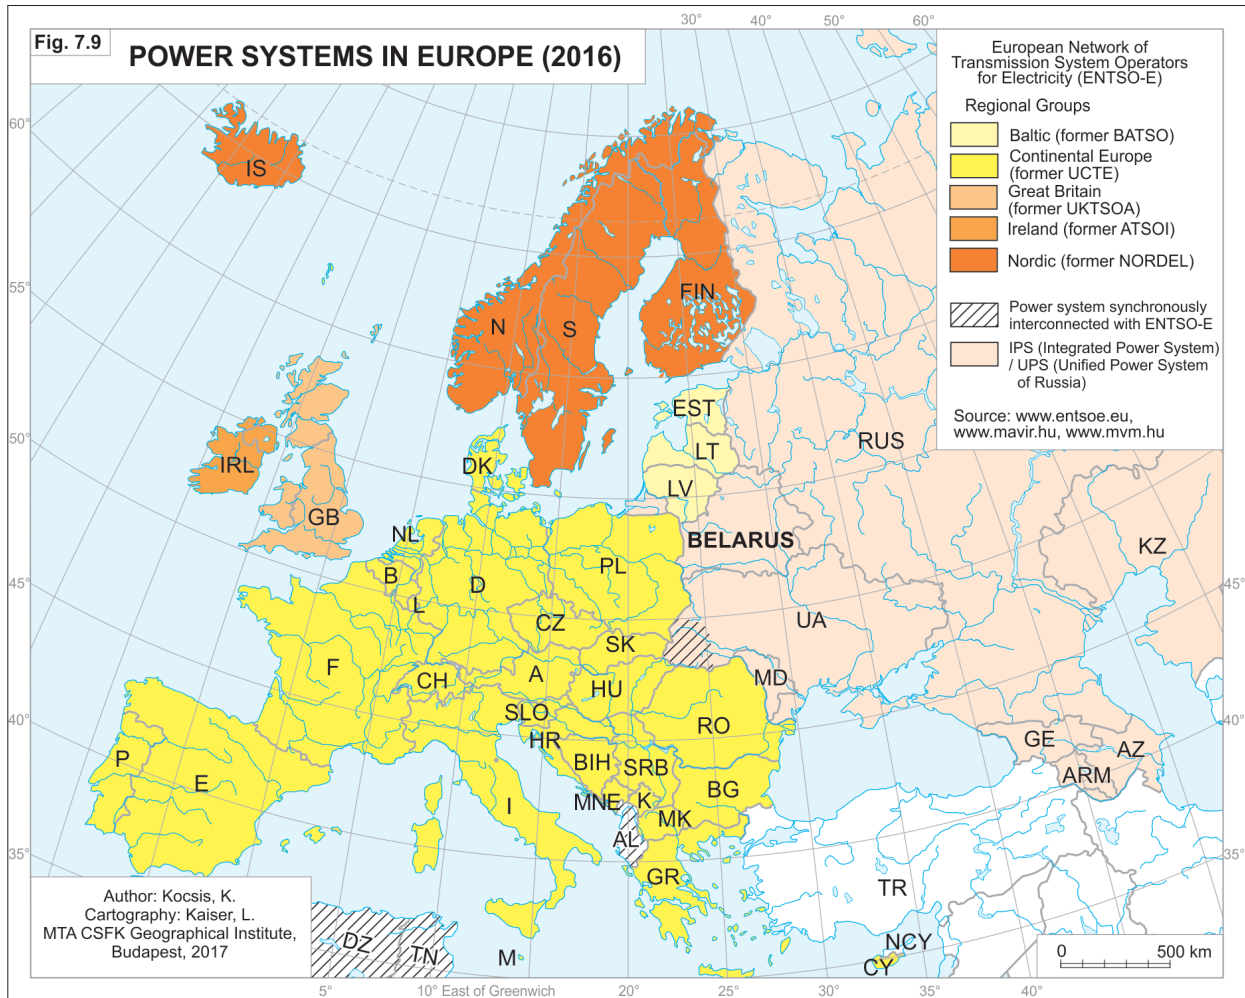 Fig. 7.9
POWER SYSTEMS IN EUROPE (2016)
30°
40°
50°
60°
European Network of
Transmission System Operators
for Electricity (ENTSO-E)
Regional Groups
Baltic (former BATSO)
Continental Europe
(former UCTE)
Great Britain
(former UKTSOA)
Ireland (former ATSOI)
Nordic (former NORDEL)
Power system synchronously
interconnected with ENTSO-E
IPS (Integrated Power System)
/ UPS (Unified Power System
of Russia)
Source: www.entsoe.eu,
www.mavir.hu, www.mvm.hu
60°
55°
50°
45°
40°
35°
IS
FIN
N
S
EST
RUS
LT
IRL
DK
LV
GB
NL
BELARUS
KZ
B
D
PL
L
CZ
UA
SK
F
CH
A
HU
MD
SLO
RO
HR
GE
AZ
P
E
BIH
SRB
ARM
I
MNE
K
BG
MK
AL
GR
TR
DZ
TN
M
NCY
CY
45°
40°
35°
Author: Kocsis, K.
Cartography: Kaiser, L.
MTA CSFK Geographical Institute,
Budapest, 2017
0 500 km
5°
10° East of Greenwich
20°
25°
30°
35°
40°